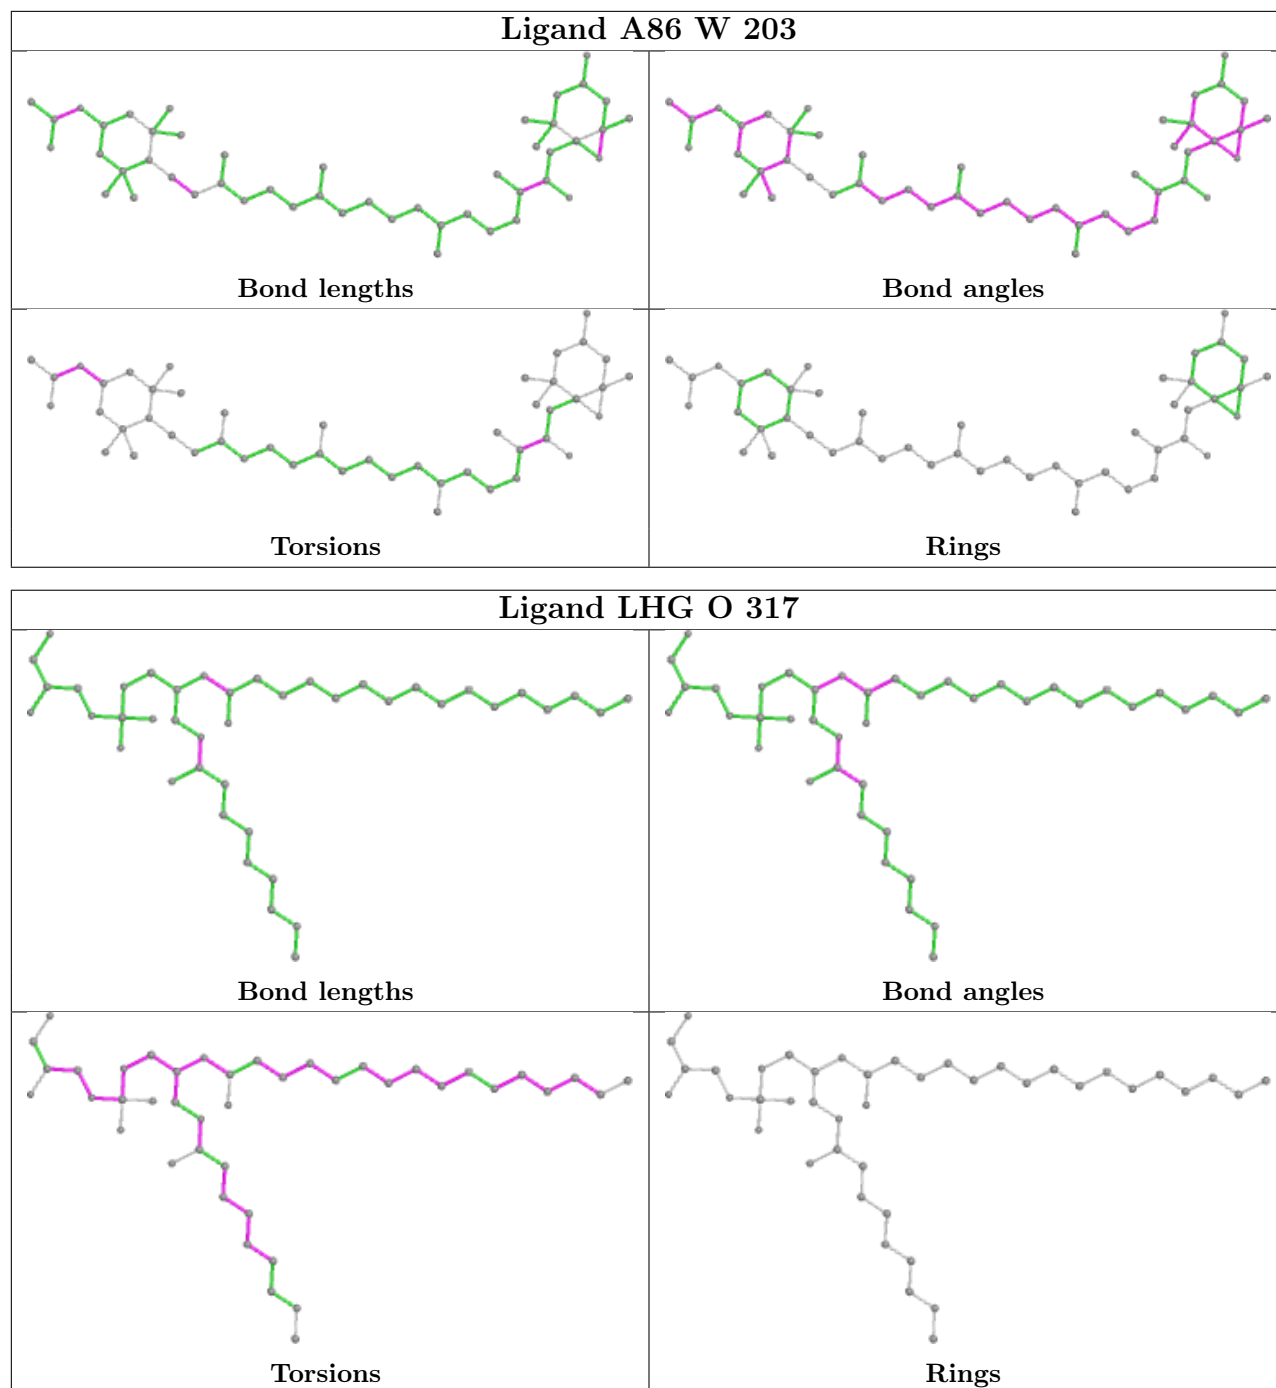 Ligand A86 W 203
Bond lengths
Bond angles
Torsions
Rings
Ligand LHG O 317
Bond lengths
Bond angles
Torsions
Rings